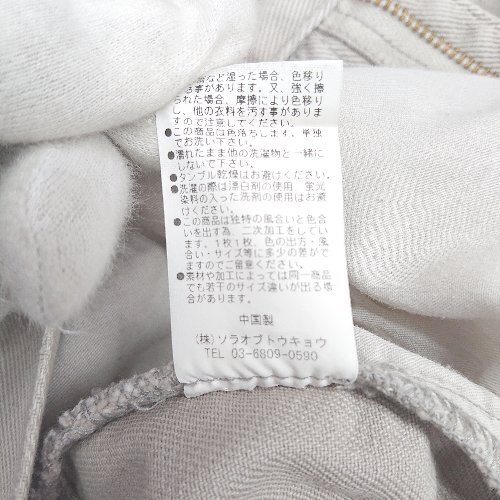 など湿った場合、色移り
る事があります。又、強く擦
られた場合、摩擦により色移り
し、他の衣料を汚す事があり
ますので注意してください。
●この商品は色落ちします、単独
でお洗い下さい。
●濡れたまま他の洗濯物と一緒に
しないで下さい。
●タンブル乾燥はお避けください。
●洗濯の際は漂白剤の使用 蛍光
染料の入った洗剤の使用はお避け
ください。
●この商品は独特の風合いと色合
いを出す為、二次加工をしていま
す。1枚1枚、色の出方・風
合い・サイズ等に多少の差がで
ますのでご留意ください。
●素材や加工によっては同一商品
でも若干のサイズ違いが出る場
合があります。
中国製
(株)ソラオブトウキョウ
TEL 03-6809-0590